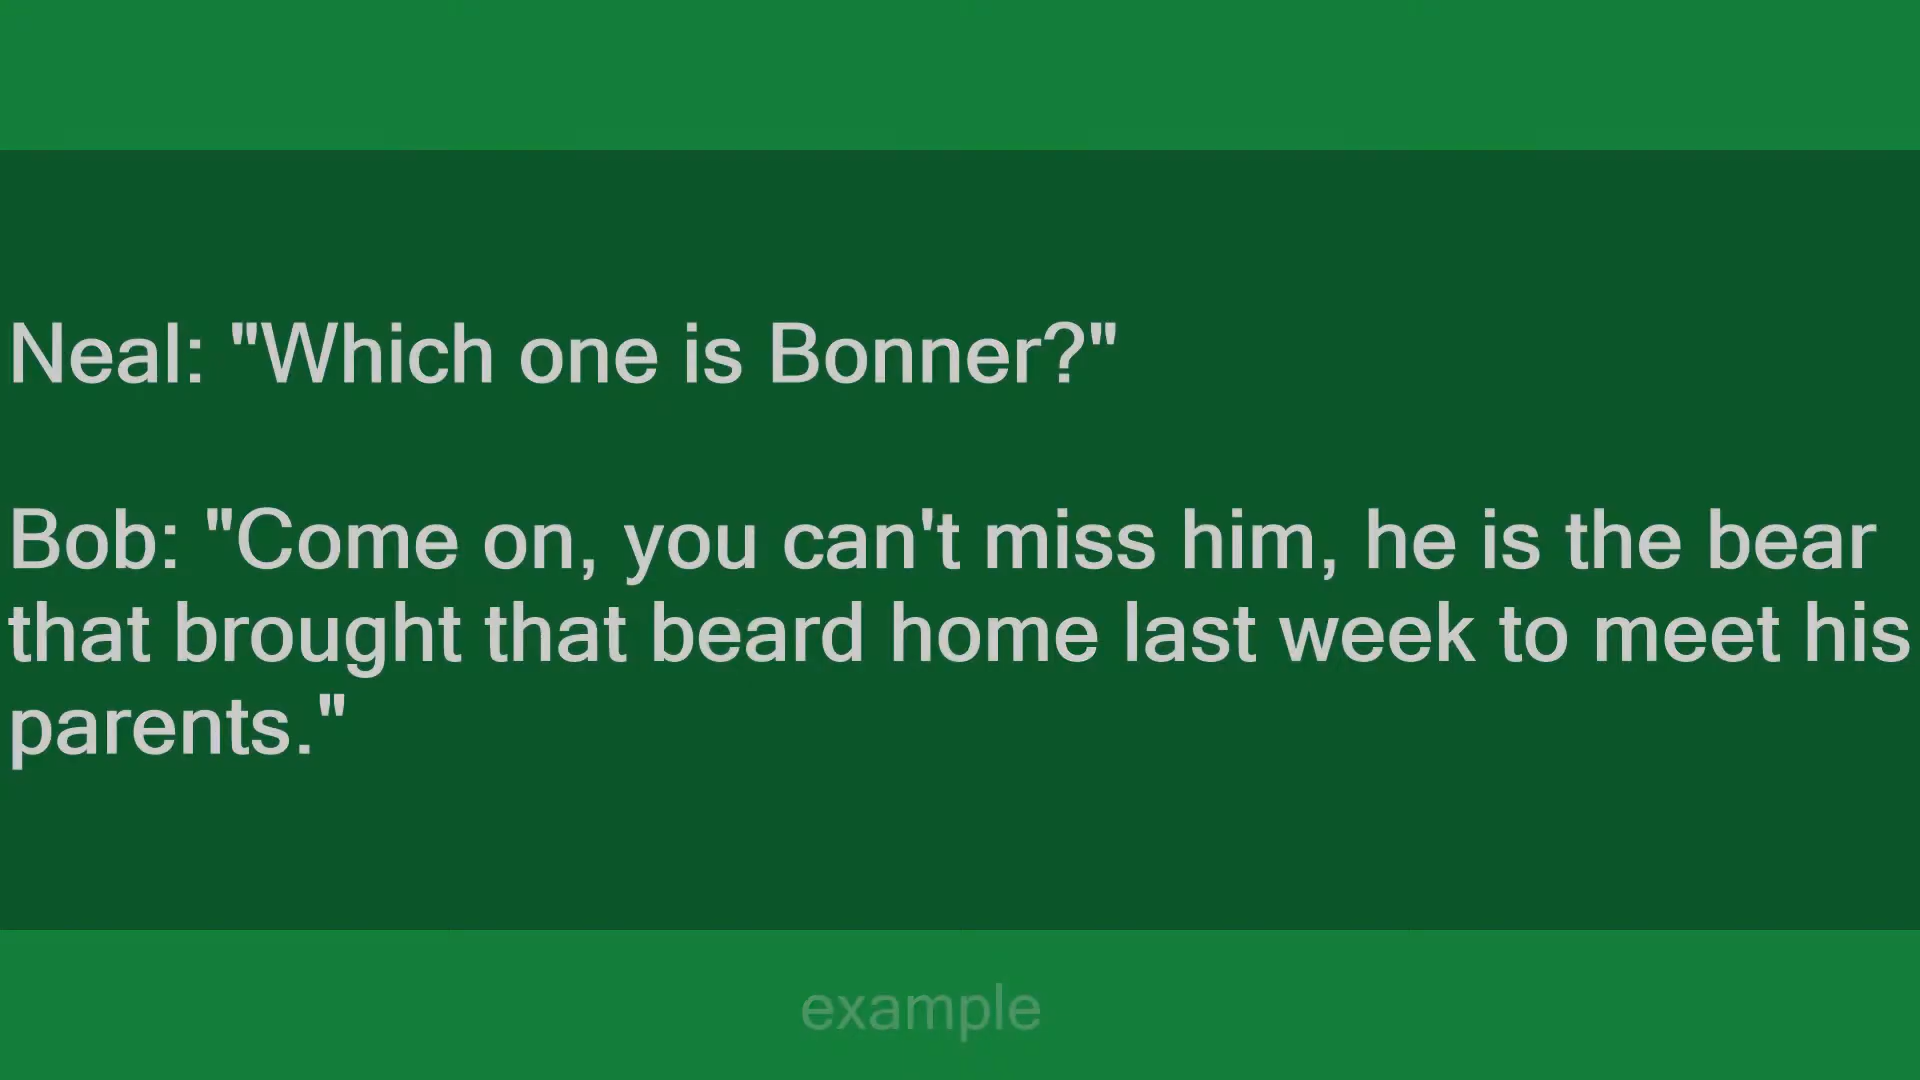 Neal: "Which one is Bonner?"
Bob: "Come on, you can't miss him, he is the bear
that brought that beard home last week to meet his
parents."
example